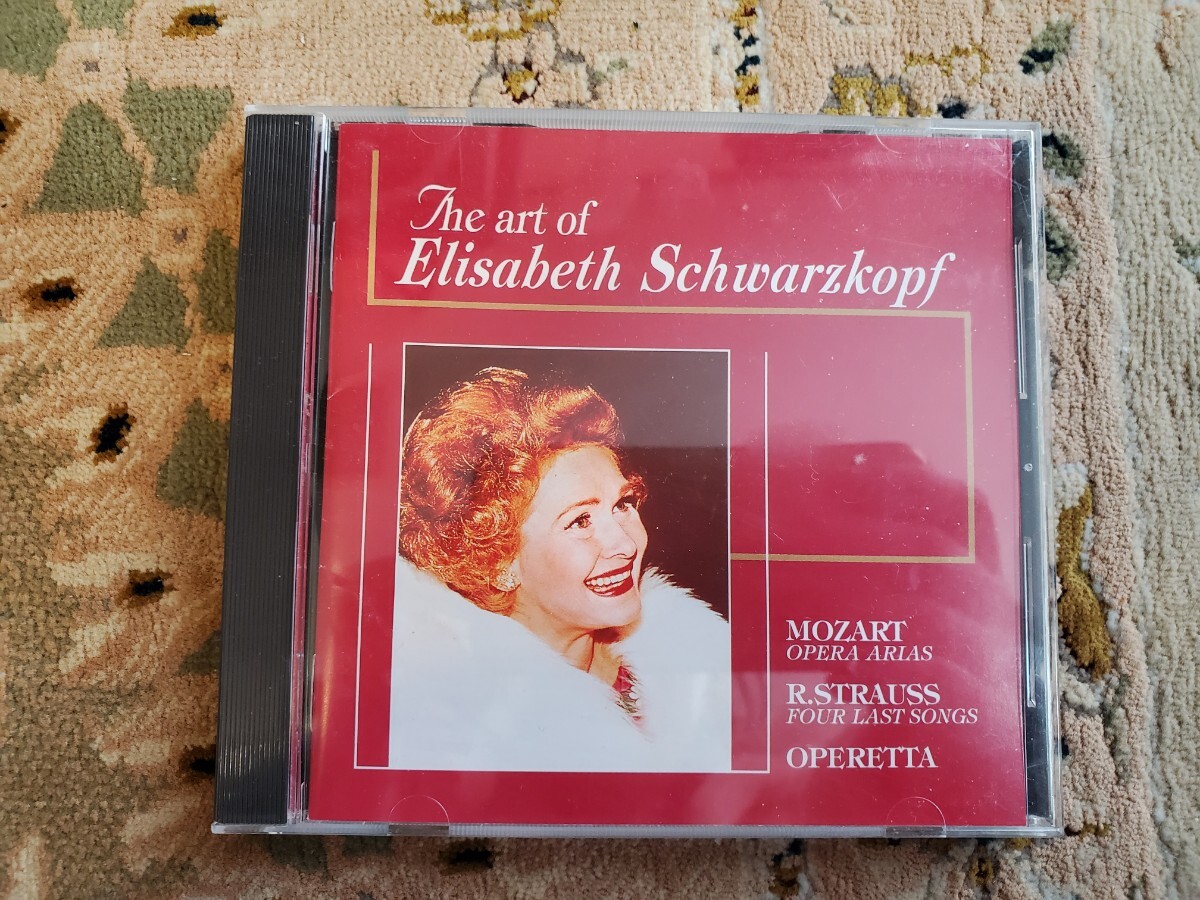 The art of
Elisabeth Schwarzkopf
MOZART
OPERA ARIAS
R.STRAUSS
FOUR LAST SONGS
OPERETTA